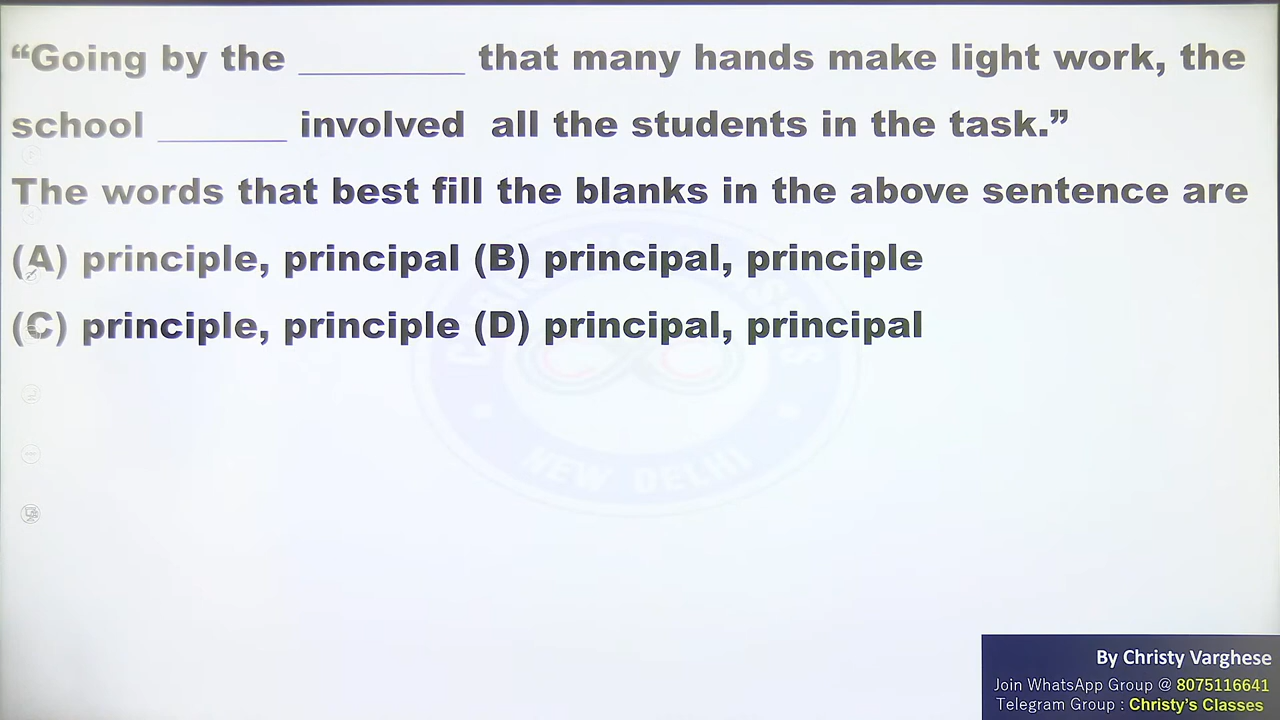 “Going by the _________ that many hands make light work, the
school _______ involved all the students in the task.”
The words that best fill the blanks in the above sentence are
(A) principle, principal (B) principal, principle
(C) principle, principle (D) principal, principal
NEW DELHI
By Christy Varghese
Join WhatsApp Group @ 8075116641
Telegram Group : Christy’s Classes